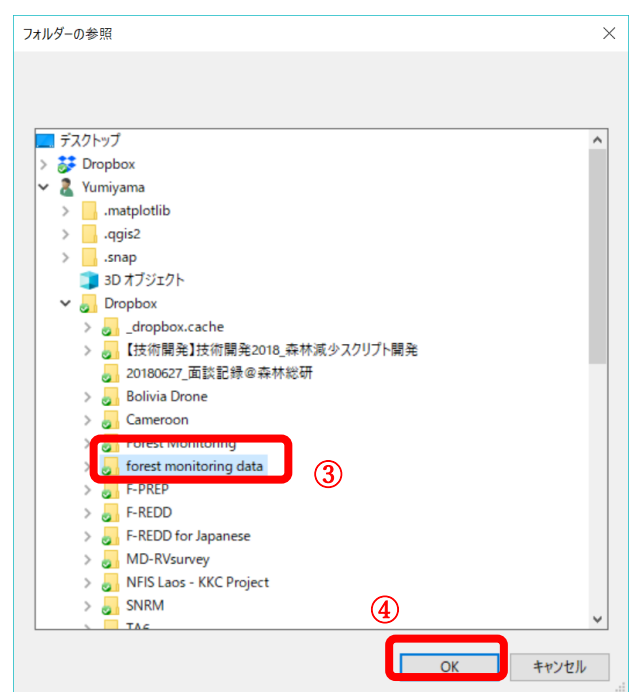 フォルダーの参照
デスクトップ
Dropbox
Yumiyama
.matplotlib
.qgis2
.snap
3D オブジェクト
Dropbox
_dropbox.cache
【技術開発】技術開発2018_森林減少スクリプト開発
20180627_面談記録@森林総研
Bolivia Drone
Cameroon
Forest Monitoring
forest monitoring data
③
F-PREP
F-REDD
F-REDD for Japanese
MD-RVsurvey
NFIS Laos - KKC Project
SNRM
④
TA6
OK
キャンセル